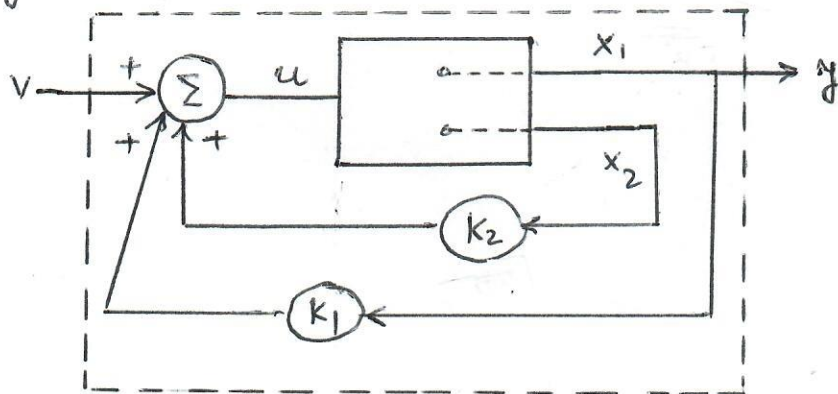 +
V
Σ
u
x₁
y
+
+
x₂
K₂
K₁